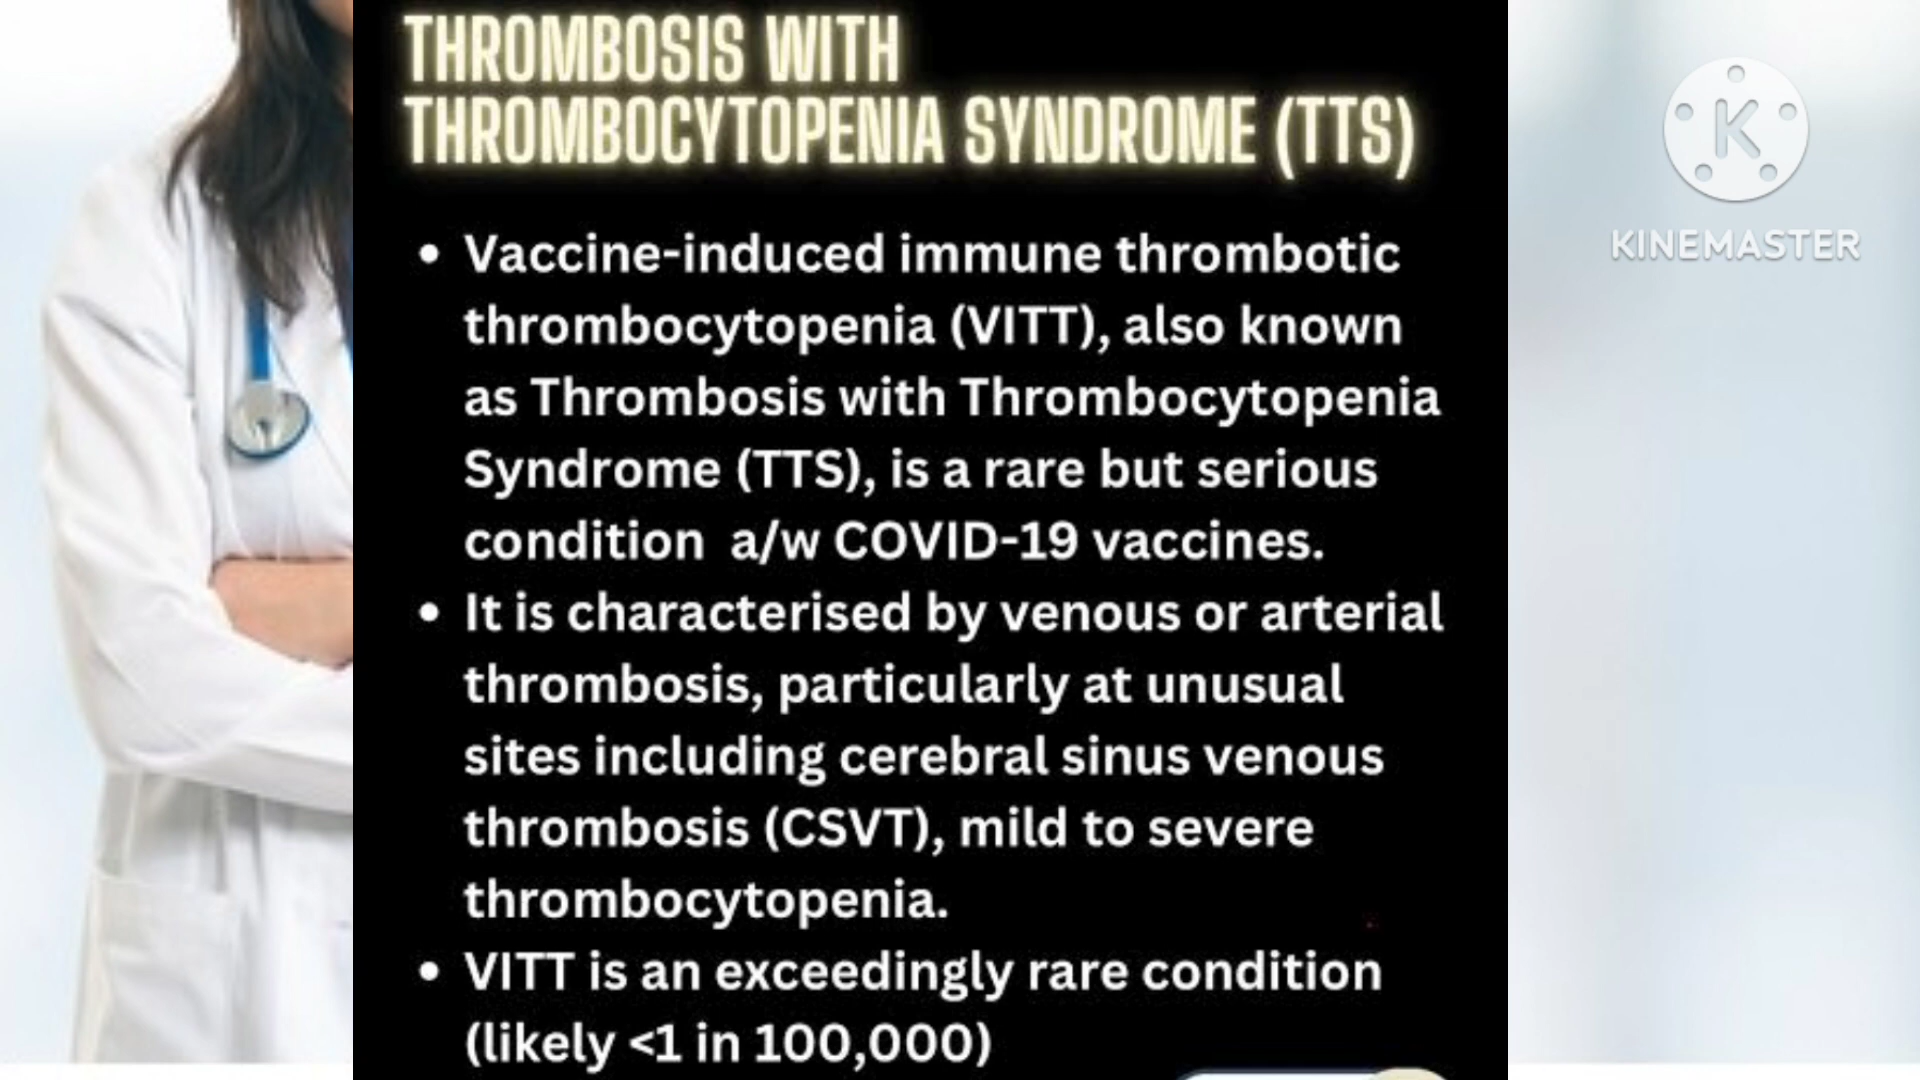 THROMBOSIS WITH
THROMBOCYTOPENIA SYNDROME (TTS)
• Vaccine-induced immune thrombotic
thrombocytopenia (VITT), also known
as Thrombosis with Thrombocytopenia
Syndrome (TTS), is a rare but serious
condition a/w COVID-19 vaccines.
• It is characterised by venous or arterial
thrombosis, particularly at unusual
sites including cerebral sinus venous
thrombosis (CSVT), mild to severe
thrombocytopenia.
• VITT is an exceedingly rare condition
(likely <1 in 100,000)
K
KINEMASTER